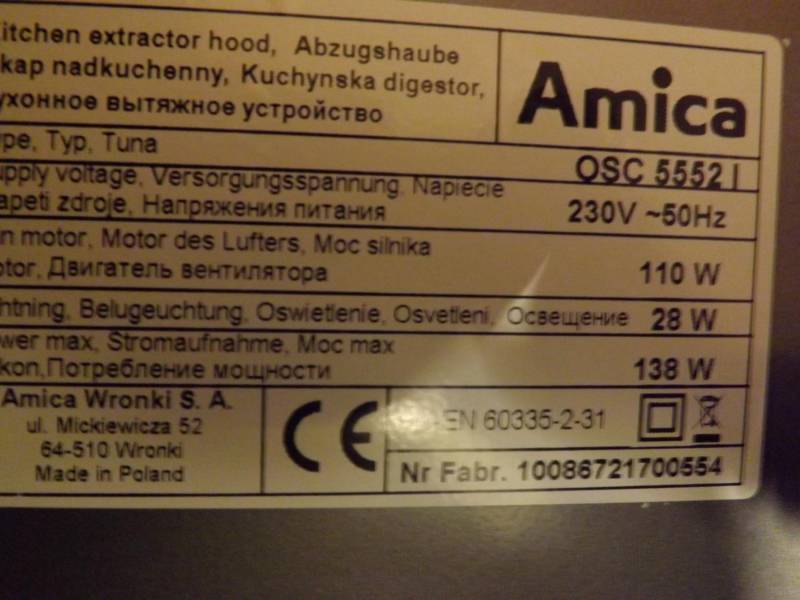 itchen extractor hood, Abzugshaube
kap nadkuchenny, Kuchynska digestor,
ухонное вытяжное устройство
Amica
pe, Typ, Tuna
OSC 5552 I
upply voltage, Versorgungsspannung, Napiecie
apeti zdroje, Напряжения питания
230V ~50Hz
n motor, Motor des Lufters, Moc silnika
otor, Двигатель вентилятора
110 W
htning, Belugeuchtung, Oswietlenie, Osvetleni, Освещение
28 W
wer max, Stromaufnahme, Moc max
kon,Потребление мощности
138 W
Amica Wronki S. A.
ul. Mickiewicza 52
64-510 Wronki
Made in Poland
CE
-EN 60335-2-31
Nr Fabr. 10086721700554